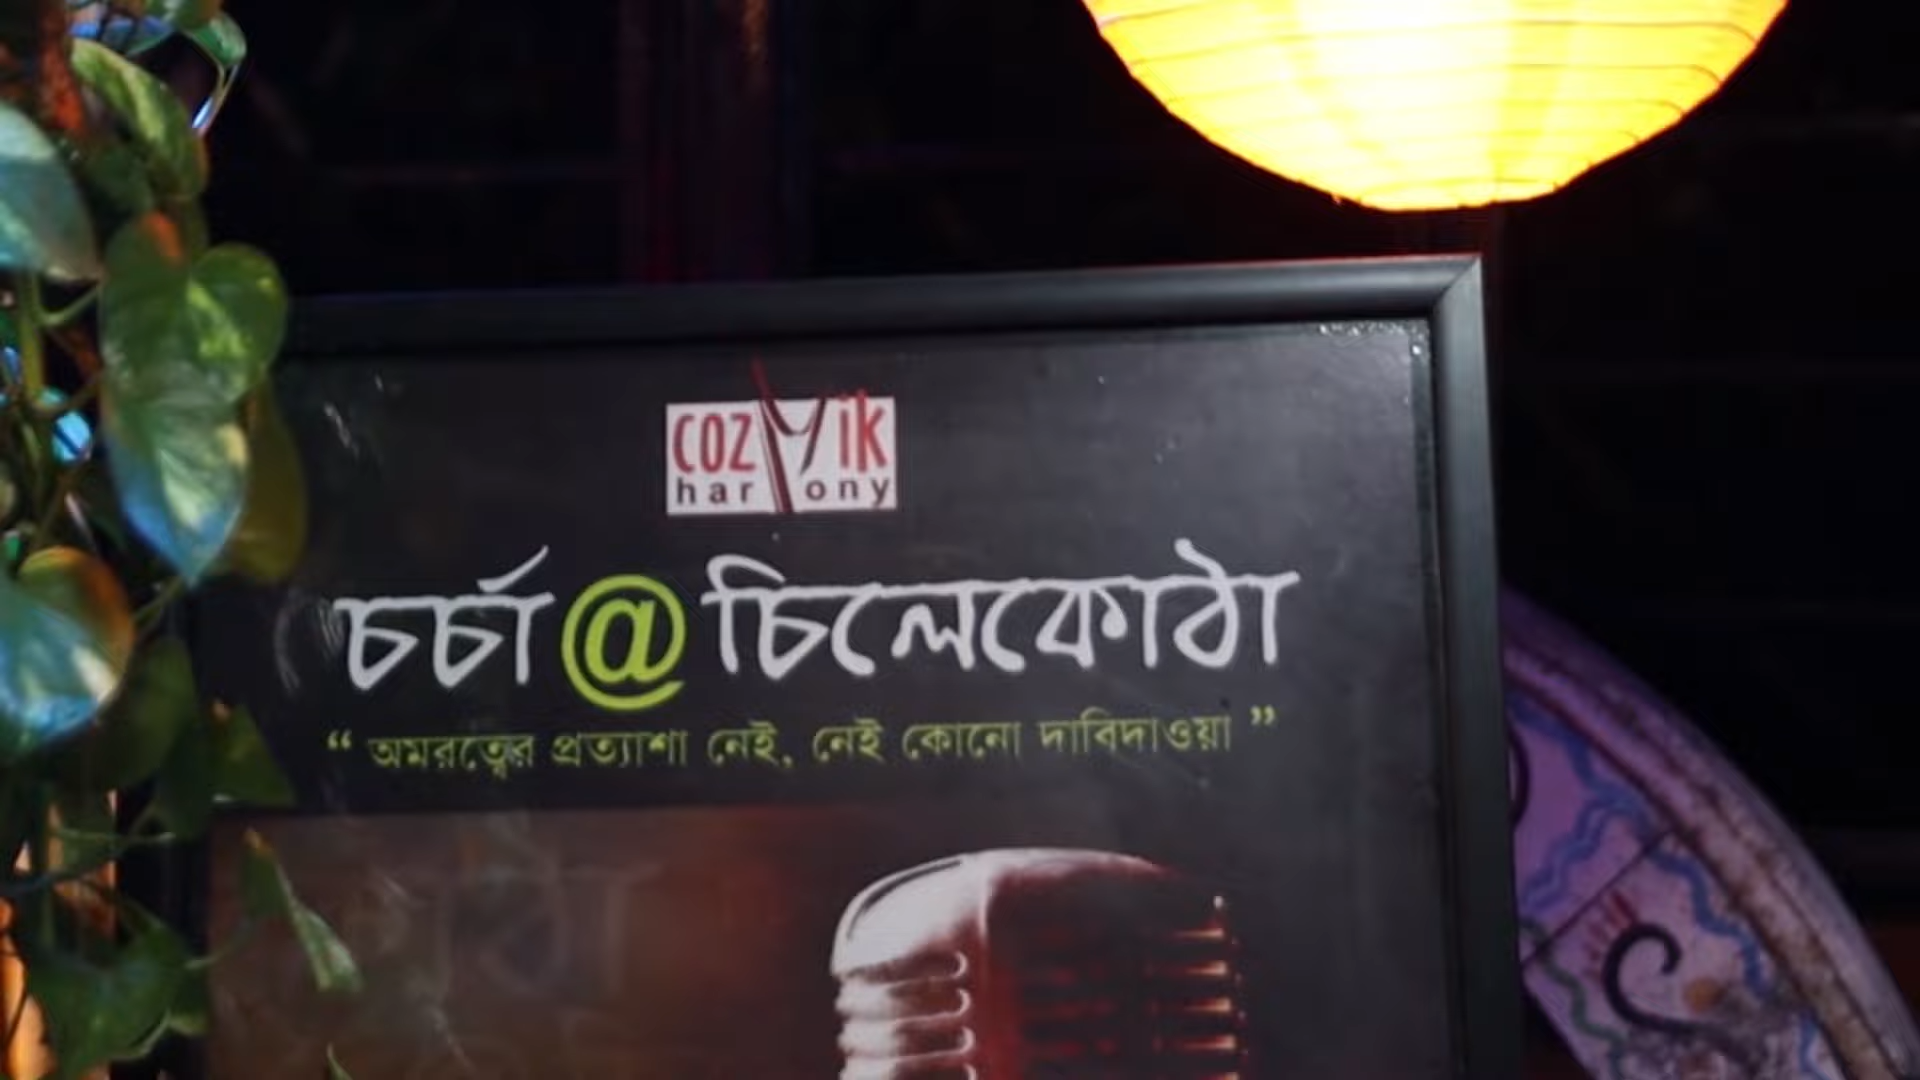 cozMik
harmony
চর্চা @ চিলেকোঠা
“ অমরত্বের প্রত্যাশা নেই, নেই কোনো দাবিদাওয়া ”